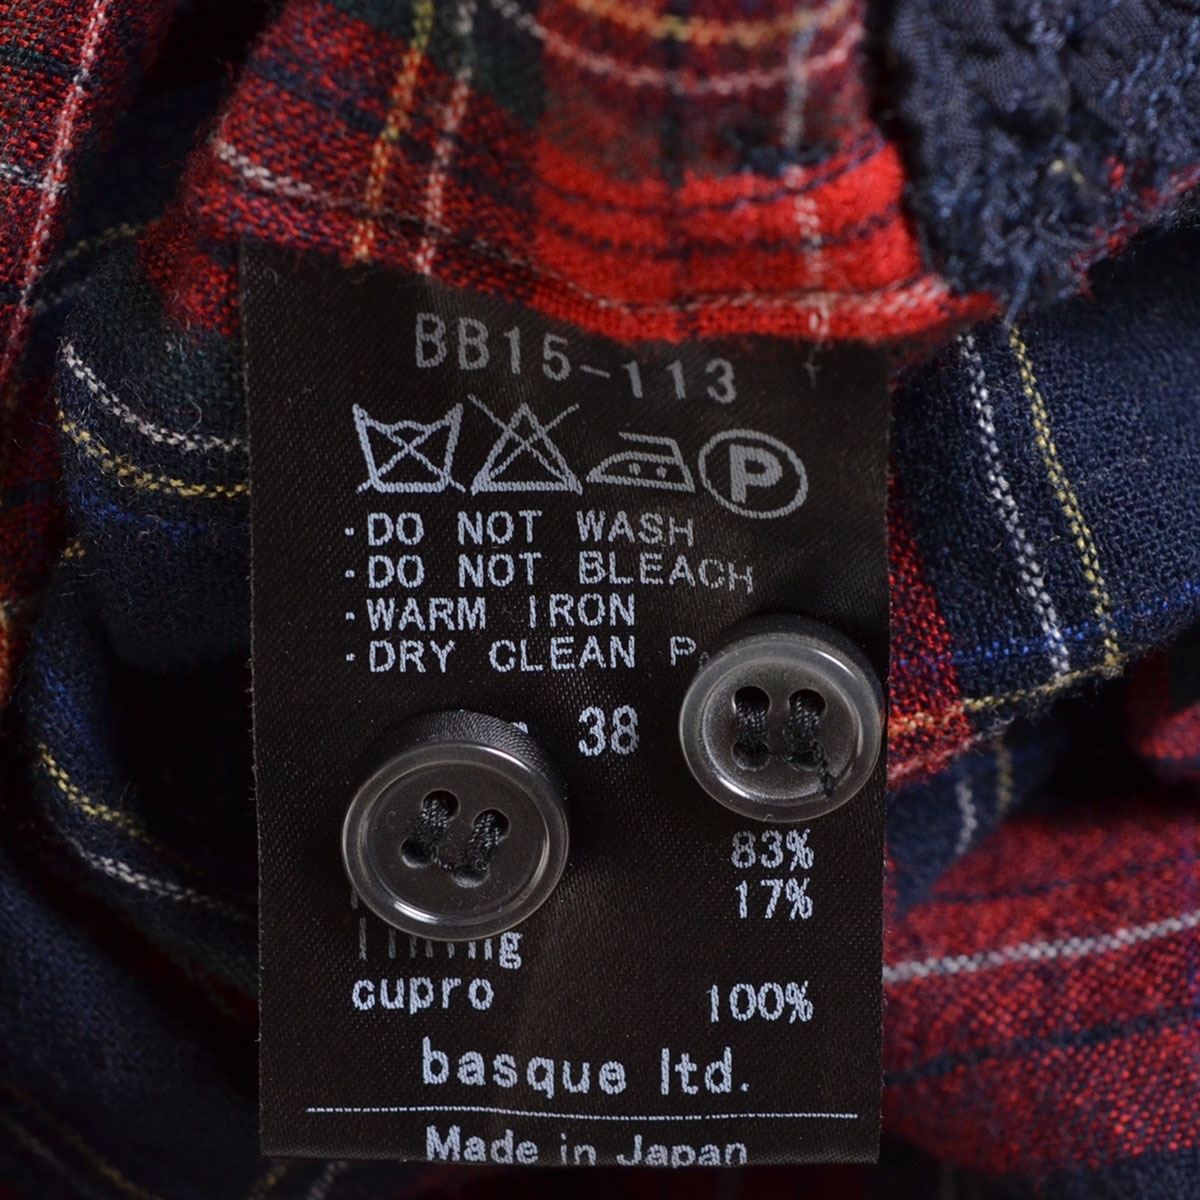 BB15-113
P
·DO NOT WASH
·DO NOT BLEACH
·WARM IRON
·DRY CLEAN P
38
83%
17%
lining
cupro 100%
basque ltd.
Made in Japan